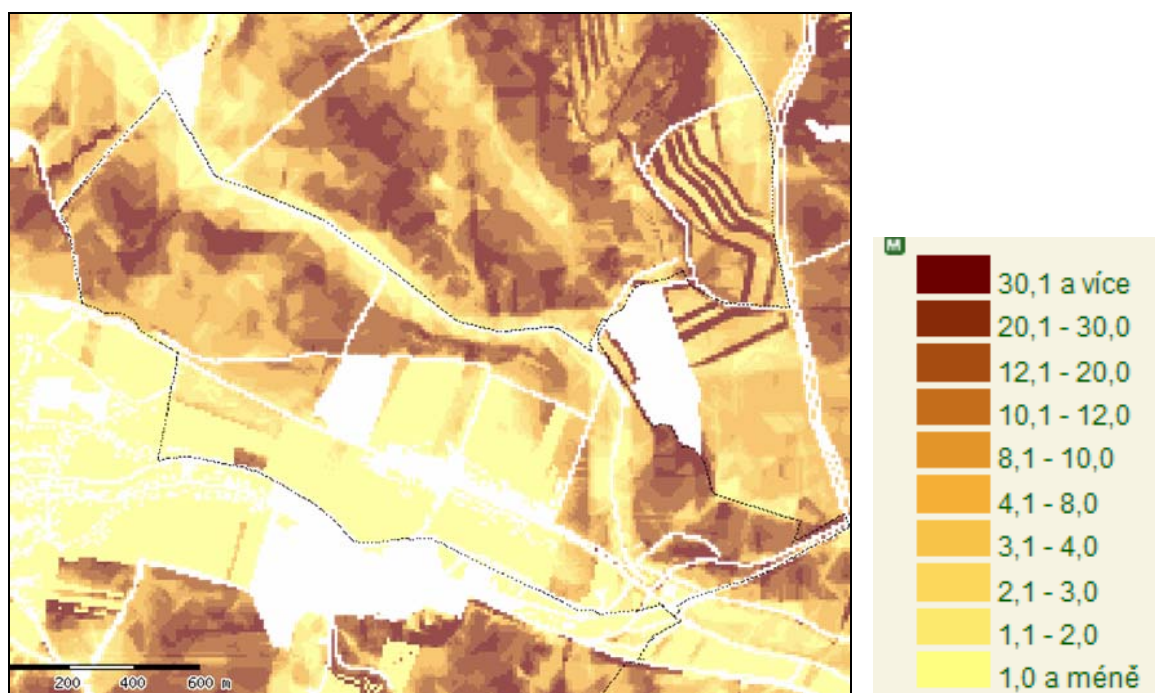 200 400 600 m
M
30,1 a více
20,1 - 30,0
12,1 - 20,0
10,1 - 12,0
8,1 - 10,0
4,1 - 8,0
3,1 - 4,0
2,1 - 3,0
1,1 - 2,0
1,0 a méně